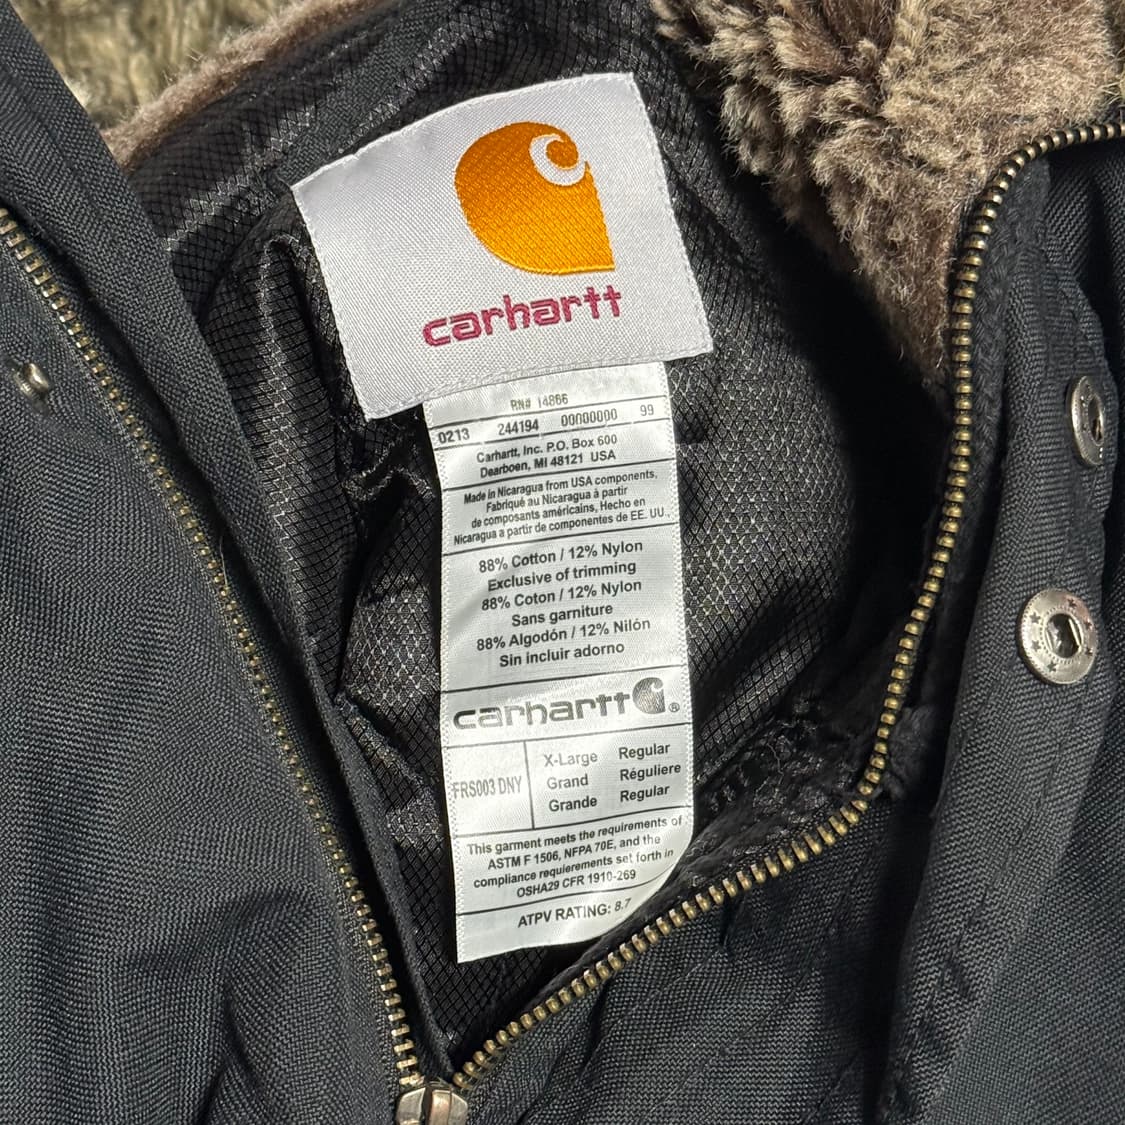 carhartt
RN# 14866
0213 244194 00000000 99
Carhartt, Inc. P.O. Box 600
Dearboen, MI 48121 USA
Made in Nicaragua from USA components,
Fabriqué au Nicaragua à partir
de composants américains, Hecho en
Nicaragua a partir de componentes de EE. UU.,
88% Cotton / 12% Nylon
Exclusive of trimming
88% Coton / 12% Nylon
Sans garniture
88% Algodón / 12% Nilón
Sin incluir adorno
carhartt ®
FRS003 DNY
X-Large Regular
Grand Réguliere
Grande Regular
This garment meets the requirements of
ASTM F 1506, NFPA 70E, and the
compliance requierements set forth in
OSHA29 CFR 1910-269
ATPV RATING: 8.7